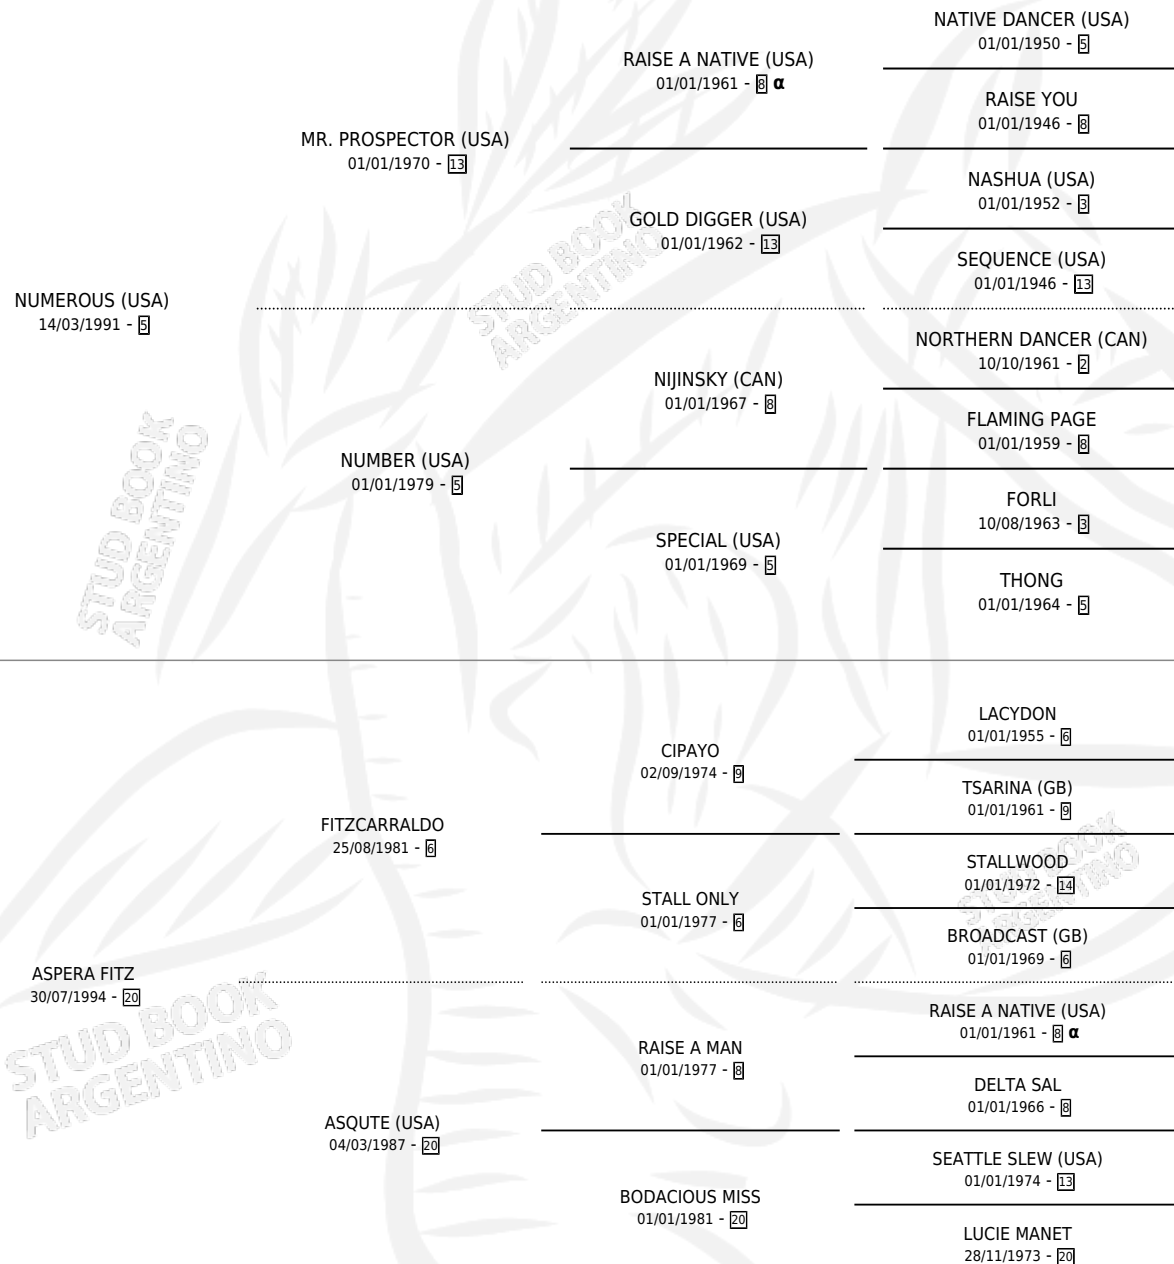 NATIVE DANCER (USA)
01/01/1950 - 5
RAISE A NATIVE (USA)
01/01/1961 - 8 α
RAISE YOU
01/01/1946 - 8
MR. PROSPECTOR (USA)
01/01/1970 - 13
NASHUA (USA)
01/01/1952 - 3
GOLD DIGGER (USA)
01/01/1962 - 13
SEQUENCE (USA)
01/01/1946 - 13
NUMEROUS (USA)
14/03/1991 - 5
NORTHERN DANCER (CAN)
10/10/1961 - 2
NIJINSKY (CAN)
01/01/1967 - 8
FLAMING PAGE
01/01/1959 - 8
NUMBER (USA)
01/01/1979 - 5
FORLI
10/08/1963 - 3
SPECIAL (USA)
01/01/1969 - 5
THONG
01/01/1964 - 5
STUD BOOK
ARGENTINO
STUD BOOK
ARGENTINO
LACYDON
01/01/1955 - 6
CIPAYO
02/09/1974 - 9
TSARINA (GB)
01/01/1961 - 9
FITZCARRALDO
25/08/1981 - 6
STALLWOOD
01/01/1972 - 14
STALL ONLY
01/01/1977 - 6
BROADCAST (GB)
01/01/1969 - 6
ASPERA FITZ
30/07/1994 - 20
RAISE A NATIVE (USA)
01/01/1961 - 8 α
RAISE A MAN
01/01/1977 - 8
DELTA SAL
01/01/1966 - 8
ASQUTE (USA)
04/03/1987 - 20
SEATTLE SLEW (USA)
01/01/1974 - 13
BODACIOUS MISS
01/01/1981 - 20
LUCIE MANET
28/11/1973 - 20
STUD BOOK
ARGENTINO
STUD BOOK
ARGENTINO